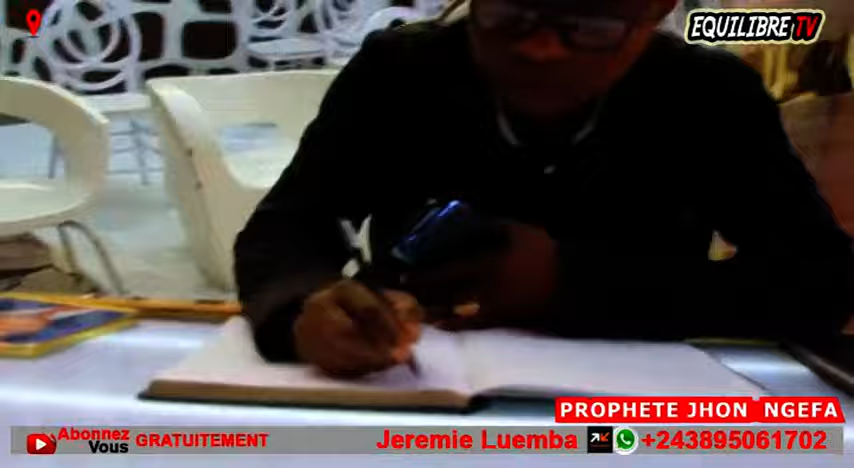 EQUILIBRE TV
PROPHETE JHON NGEFA
Abonnez
Vous
GRATUITEMENT
Jeremie Luemba
+243895061702